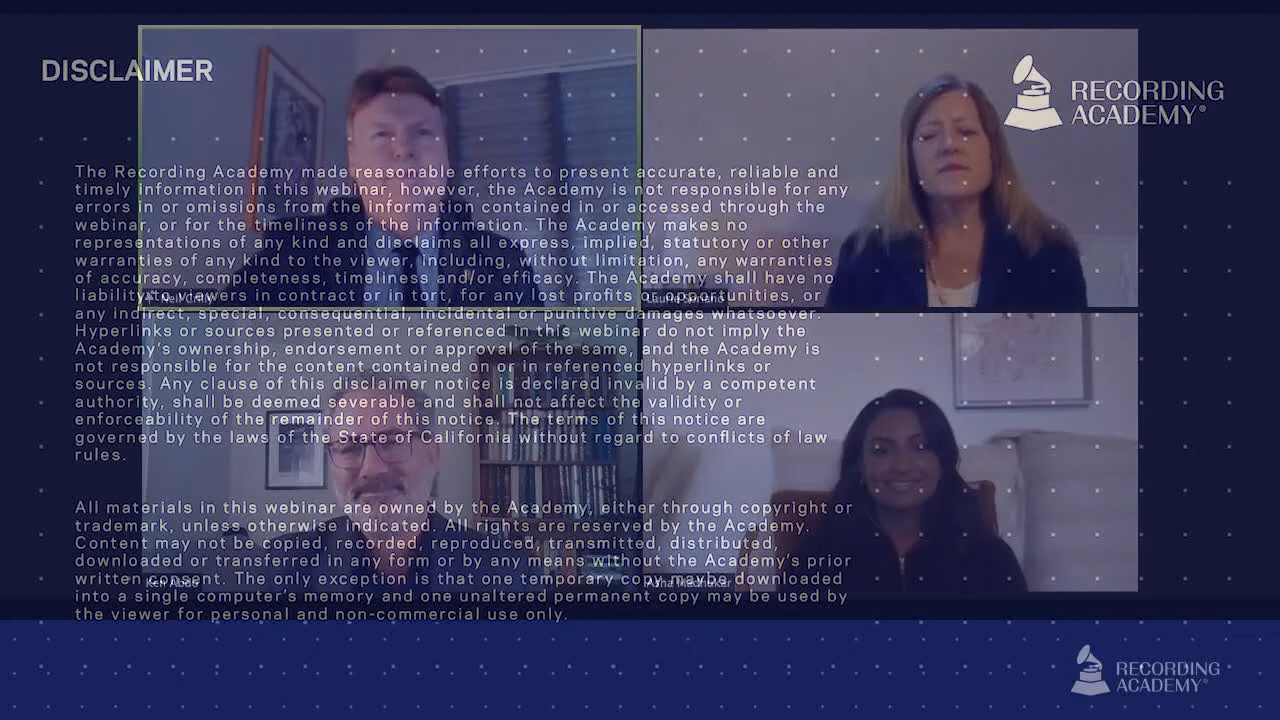 DISCLAIMER
RECORDING
ACADEMY®
The Recording Academy made reasonable efforts to present accurate, reliable and
timely information in this webinar, however, the Academy is not responsible for any
errors in or omissions from the information contained in or accessed through the
webinar, or for the timeliness of the information. The Academy makes no
representations of any kind and disclaims all express, implied, statutory or other
warranties of any kind to the viewer, including, without limitation, any warranties
of accuracy, completeness, timeliness and/or efficacy. The Academy shall have no
liability to viewers in contract or in tort, for any lost profits or opportunities, or
any indirect, special, consequential, incidental or punitive damages whatsoever.
Hyperlinks or sources presented or referenced in this webinar do not imply the
Academy's ownership, endorsement or approval of the same, and the Academy is
not responsible for the content contained on or in referenced hyperlinks or
sources. Any clause of this disclaimer notice is declared invalid by a competent
authority, shall be deemed severable and shall not affect the validity or
enforceability of the remainder of this notice. The terms of this notice are
governed by the laws of the State of California without regard to conflicts of law
rules.
All materials in this webinar are owned by the Academy, either through copyright or
trademark, unless otherwise indicated. All rights are reserved by the Academy.
Content may not be copied, recorded, reproduced, transmitted, distributed,
downloaded or transferred in any form or by any means without the Academy's prior
written consent. The only exception is that one temporary copy may be downloaded
into a single computer's memory and one unaltered permanent copy may be used by
the viewer for personal and non-commercial use only.
Neil
Laurie Soriano
Ken Abdo
Madhukar
RECORDING
ACADEMY®